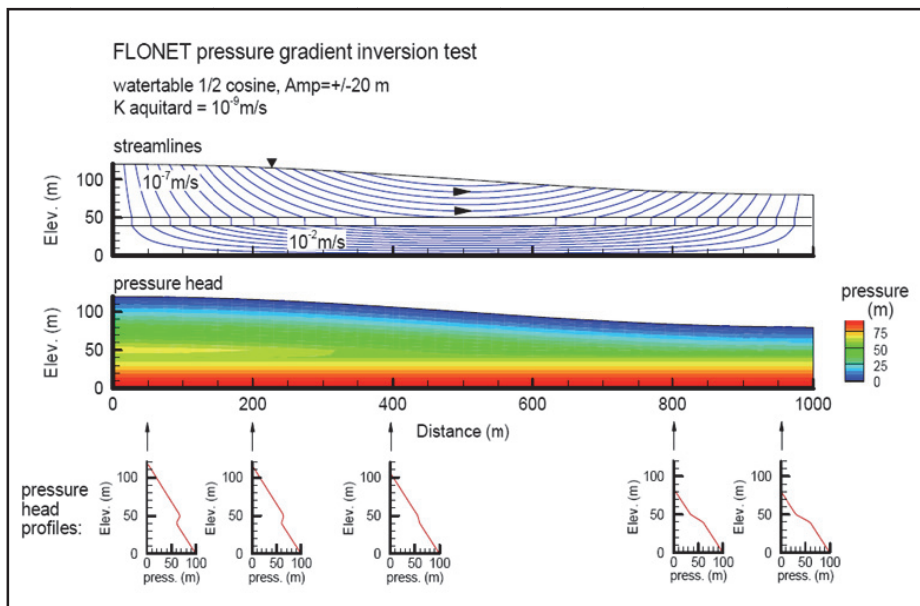 FLONET pressure gradient inversion test
watertable 1/2 cosine, Amp=+/-20 m
K aquitard = 10⁻⁹m/s
streamlines
Elev. (m)
100
50
0
10⁻⁷m/s
10⁻²m/s
pressure head
Elev. (m)
100
50
0
0 200 400 600 800 1000
Distance (m)
pressure
(m)
75
50
25
0
pressure
head
profiles:
Elev. (m)
100
50
0
0 50 100
press. (m)
Elev. (m)
100
50
0
0 50 100
press. (m)
Elev. (m)
100
50
0
0 50 100
press. (m)
Elev. (m)
100
50
0
0 50 100
press. (m)
Elev. (m)
100
50
0
0 50 100
press. (m)